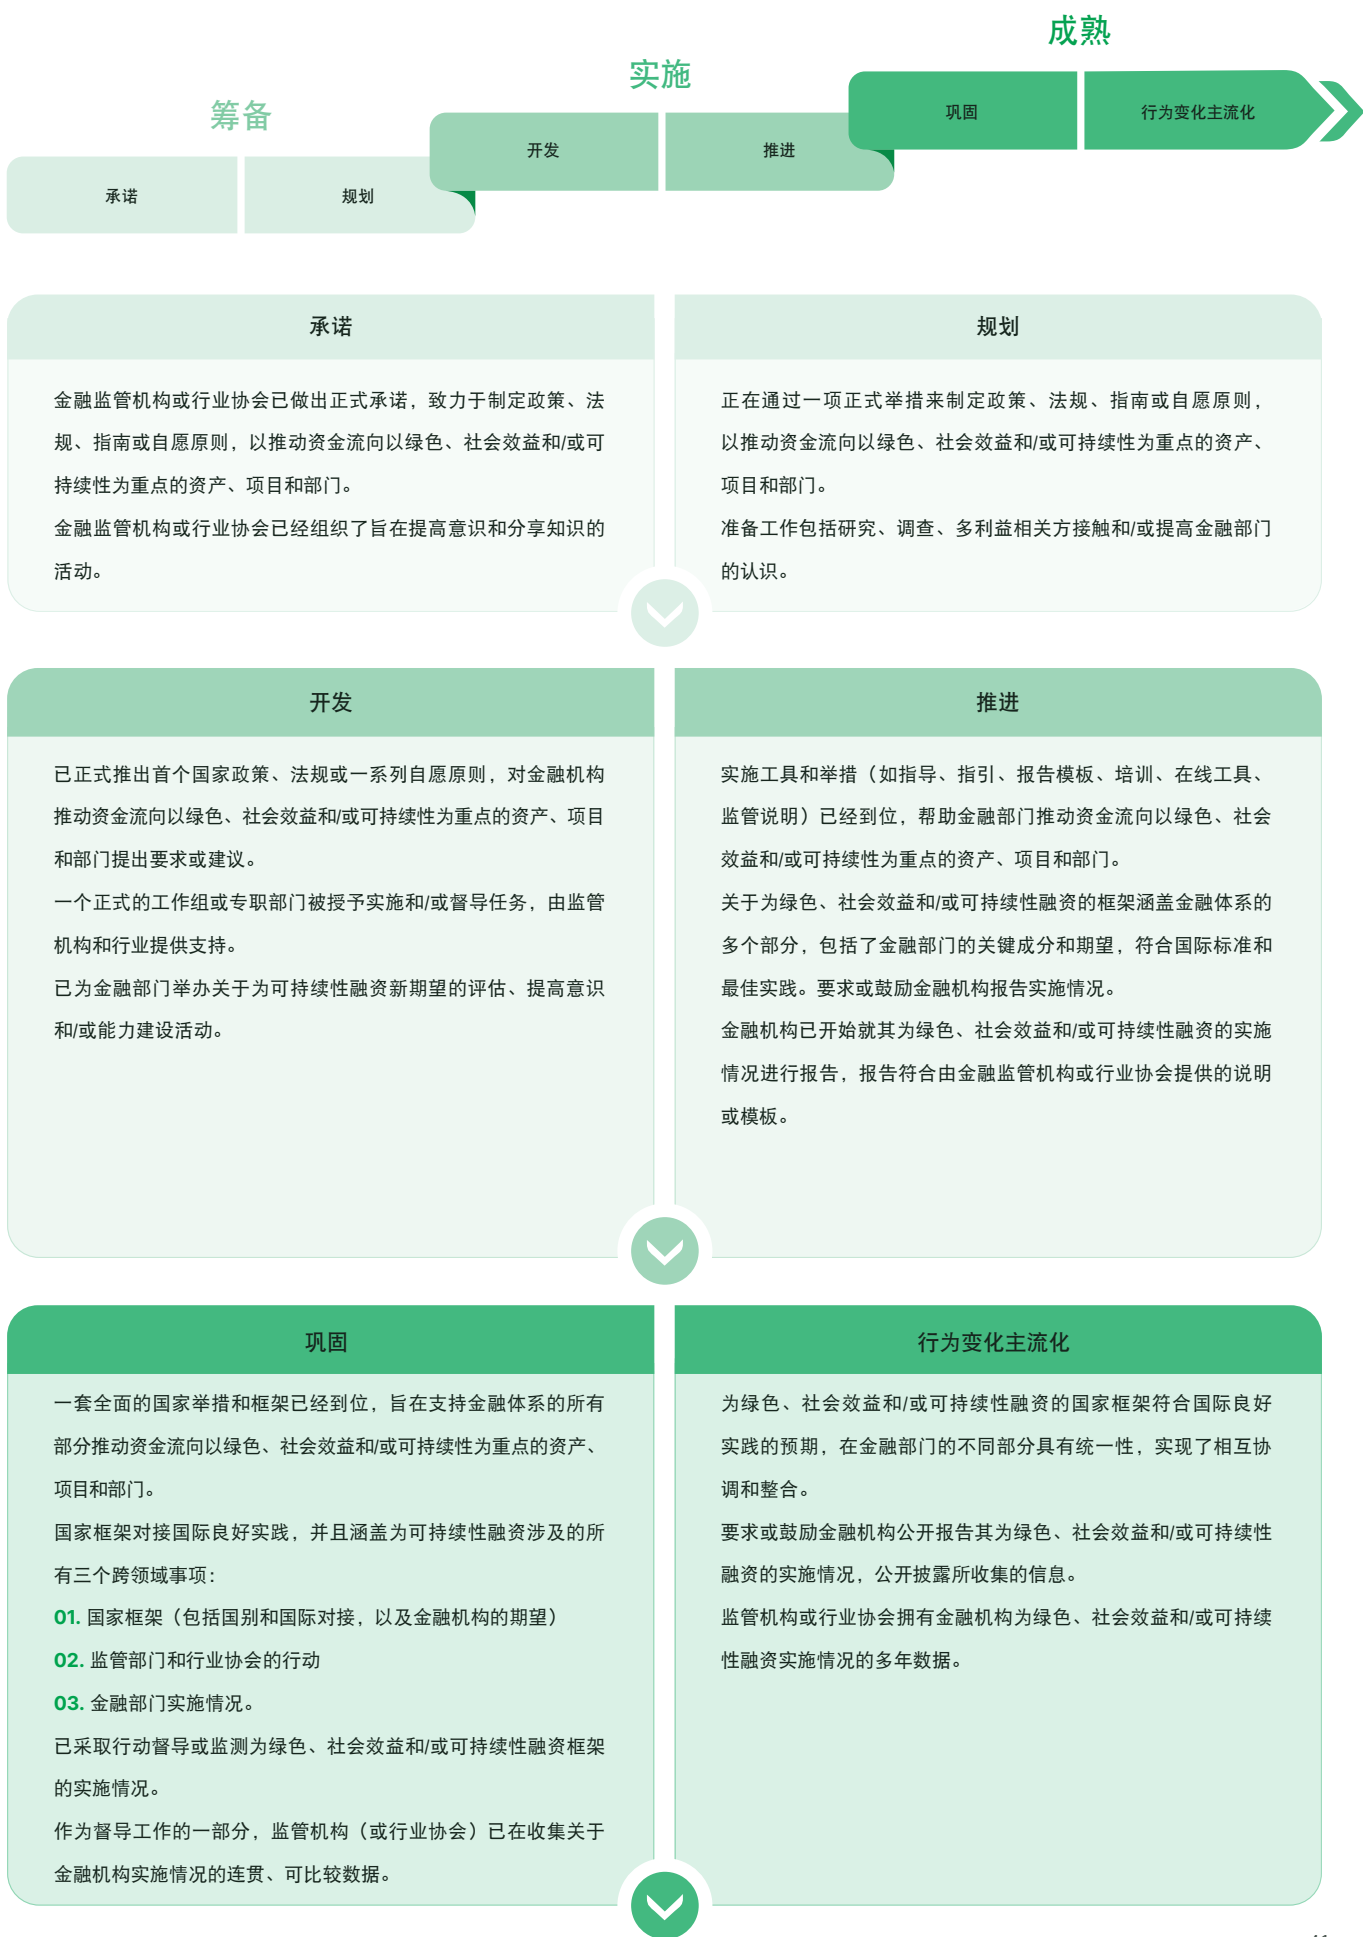 成熟
实施
筹备
巩固
行为变化主流化
开发
推进
承诺
规划
承诺
金融监管机构或行业协会已做出正式承诺，致力于制定政策、法
规、指南或自愿原则，以推动资金流向以绿色、社会效益和/或可
持续性为重点的资产、项目和部门。
金融监管机构或行业协会已经组织了旨在提高意识和分享知识的
活动。
规划
正在通过一项正式举措来制定政策、法规、指南或自愿原则，
以推动资金流向以绿色、社会效益和/或可持续性为重点的资产、
项目和部门。
准备工作包括研究、调查、多利益相关方接触和/或提高金融部门
的认识。
开发
已正式推出首个国家政策、法规或一系列自愿原则，对金融机构
推动资金流向以绿色、社会效益和/或可持续性为重点的资产、项目
和部门提出要求或建议。
一个正式的工作组或专职部门被授予实施和/或督导任务，由监管
机构和行业提供支持。
已为金融部门举办关于为可持续性融资新期望的评估、提高意识
和/或能力建设活动。
推进
实施工具和举措（如指导、指引、报告模板、培训、在线工具、
监管说明）已经到位，帮助金融部门推动资金流向以绿色、社会
效益和/或可持续性为重点的资产、项目和部门。
关于为绿色、社会效益和/或可持续性融资的框架涵盖金融体系的
多个部分，包括了金融部门的关键成分和期望，符合国际标准和
最佳实践。要求或鼓励金融机构报告实施情况。
金融机构已开始就其为绿色、社会效益和/或可持续性融资的实施
情况进行报告，报告符合由金融监管机构或行业协会提供的说明
或模板。
巩固
一套全面的国家举措和框架已经到位，旨在支持金融体系的所有
部分推动资金流向以绿色、社会效益和/或可持续性为重点的资产、
项目和部门。
国家框架对接国际良好实践，并且涵盖为可持续性融资涉及的所
有三个跨领域事项：
01. 国家框架（包括国别和国际对接，以及金融机构的期望）
02. 监管部门和行业协会的行动
03. 金融部门实施情况。
已采取行动督导或监测为绿色、社会效益和/或可持续性融资框架
的实施情况。
作为督导工作的一部分，监管机构（或行业协会）已在收集关于
金融机构实施情况的连贯、可比较数据。
行为变化主流化
为绿色、社会效益和/或可持续性融资的国家框架符合国际良好
实践的预期，在金融部门的不同部分具有统一性，实现了相互协
调和整合。
要求或鼓励金融机构公开报告其为绿色、社会效益和/或可持续性
融资的实施情况，公开披露所收集的信息。
监管机构或行业协会拥有金融机构为绿色、社会效益和/或可持续
性融资实施情况的多年数据。